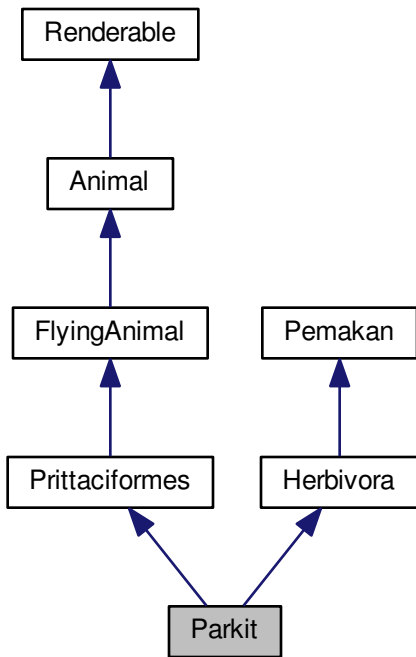 Renderable
Animal
FlyingAnimal
Pemakan
Prittaciformes
Herbivora
Parkit